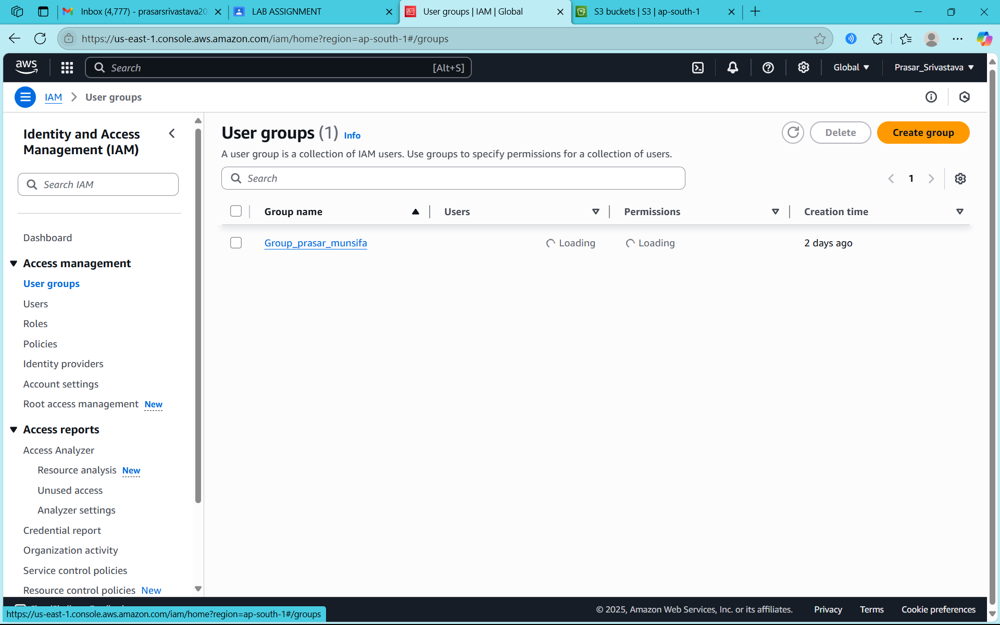 Inbox (4,777) - prasarsrivastava20
LAB ASSIGNMENT
User groups | IAM | Global
S3 buckets | S3 | ap-south-1
https://us-east-1.console.aws.amazon.com/iam/home?region=ap-south-1#/groups
aws
Search
[Alt+S]
Global
Prasar_Srivastava
IAM
User groups
Identity and Access
Management (IAM)
Search IAM
Dashboard
Access management
User groups
Users
Roles
Policies
Identity providers
Account settings
Root access management New
Access reports
Access Analyzer
Resource analysis New
Unused access
Analyzer settings
Credential report
Organization activity
Service control policies
Resource control policies New
User groups (1) Info
Delete
Create group
A user group is a collection of IAM users. Use groups to specify permissions for a collection of users.
Search
1
Group name
Users
Permissions
Creation time
Group_prasar_munsifa
Loading
Loading
2 days ago
https://us-east-1.console.aws.amazon.com/iam/home?region=ap-south-1#/groups
© 2025, Amazon Web Services, Inc. or its affiliates.
Privacy
Terms
Cookie preferences